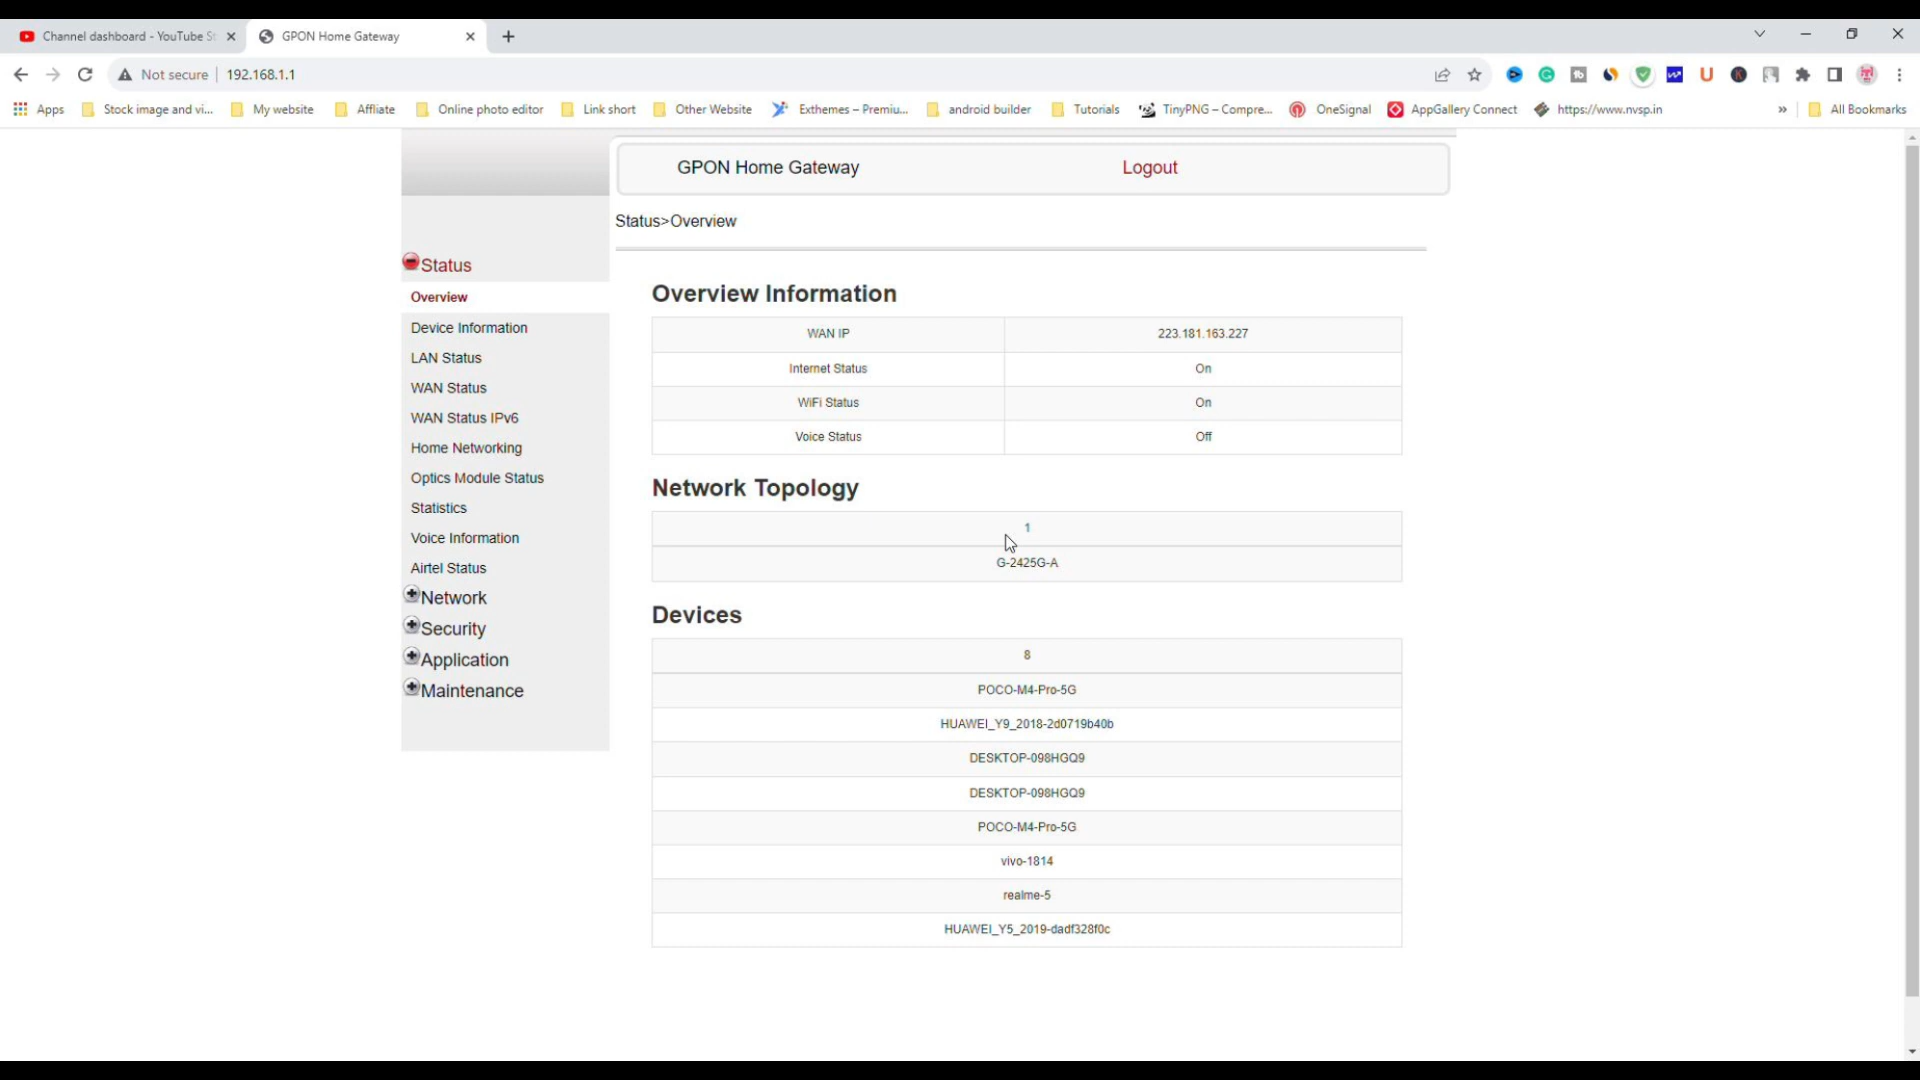 Channel dashboard - YouTube St
GPON Home Gateway
Not secure
192.168.1.1
Apps
Stock image and vi...
My website
Affliate
Online photo editor
Link short
Other Website
Exthemes – Premiu...
android builder
Tutorials
TinyPNG – Compre...
OneSignal
AppGallery Connect
https://www.nvsp.in
»
All Bookmarks
GPON Home Gateway
Logout
Status>Overview
Status
Overview
Device Information
LAN Status
WAN Status
WAN Status IPv6
Home Networking
Optics Module Status
Statistics
Voice Information
Airtel Status
Network
Security
Application
Maintenance
Overview Information
WAN IP 223.181.163.227
Internet Status On
WiFi Status On
Voice Status Off
Network Topology
1
G-2425G-A
Devices
8
POCO-M4-Pro-5G
HUAWEI_Y9_2018-2d0719b40b
DESKTOP-098HGQ9
DESKTOP-098HGQ9
POCO-M4-Pro-5G
vivo-1814
realme-5
HUAWEI_Y5_2019-dadf328f0c